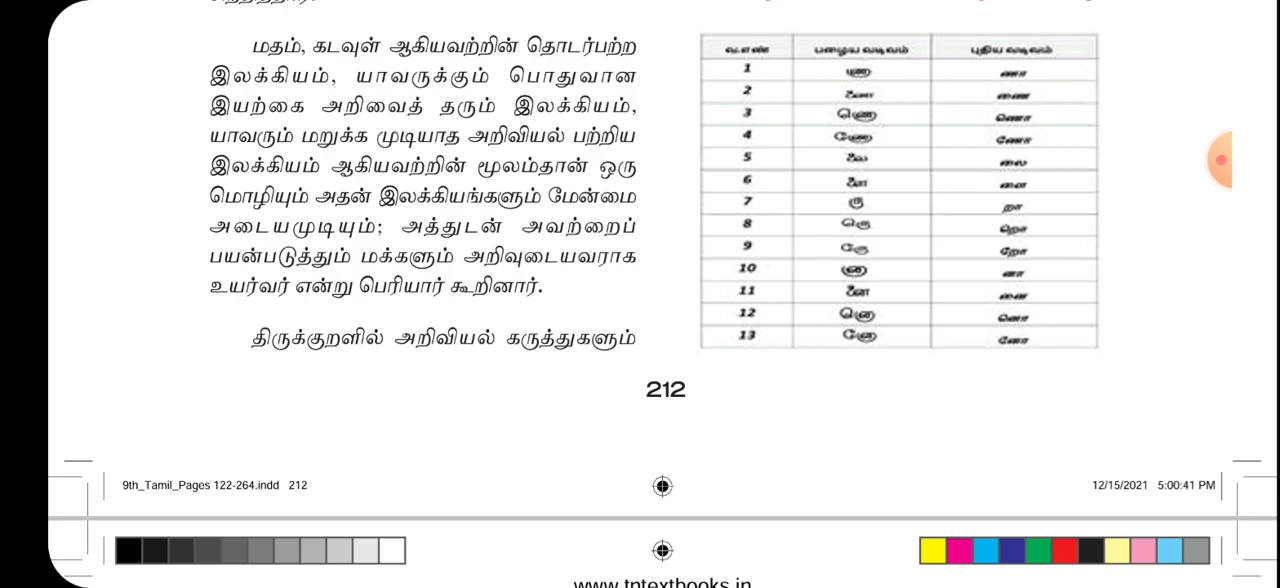 மதம், கடவுள் ஆகியவற்றின் தொடர்பற்ற
இலக்கியம், யாவருக்கும் பொதுவான
இயற்கை அறிவைத் தரும் இலக்கியம்,
யாவரும் மறுக்க முடியாத அறிவியல் பற்றிய
இலக்கியம் ஆகியவற்றின் மூலம்தான் ஒரு
மொழியும் அதன் இலக்கியங்களும் மேன்மை
அடையமுடியும்; அத்துடன் அவற்றைப்
பயன்படுத்தும் மக்களும் அறிவுடையவராக
உயர்வர் என்று பெரியார் கூறினார்.
திருக்குறளில் அறிவியல் கருத்துகளும்
வ.எண் பழைய வடிவம் புதிய வடிவம்
1 ணா
2 ணை
3 ணொ
4 ணோ
5 லை
6 ளை
7 றா
8 றொ
9 றோ
10 னா
11 னை
12 னொ
13 னோ
212
9th_Tamil_Pages 122-264.indd 212
12/15/2021 5:00:41 PM
www.tntextbooks.in